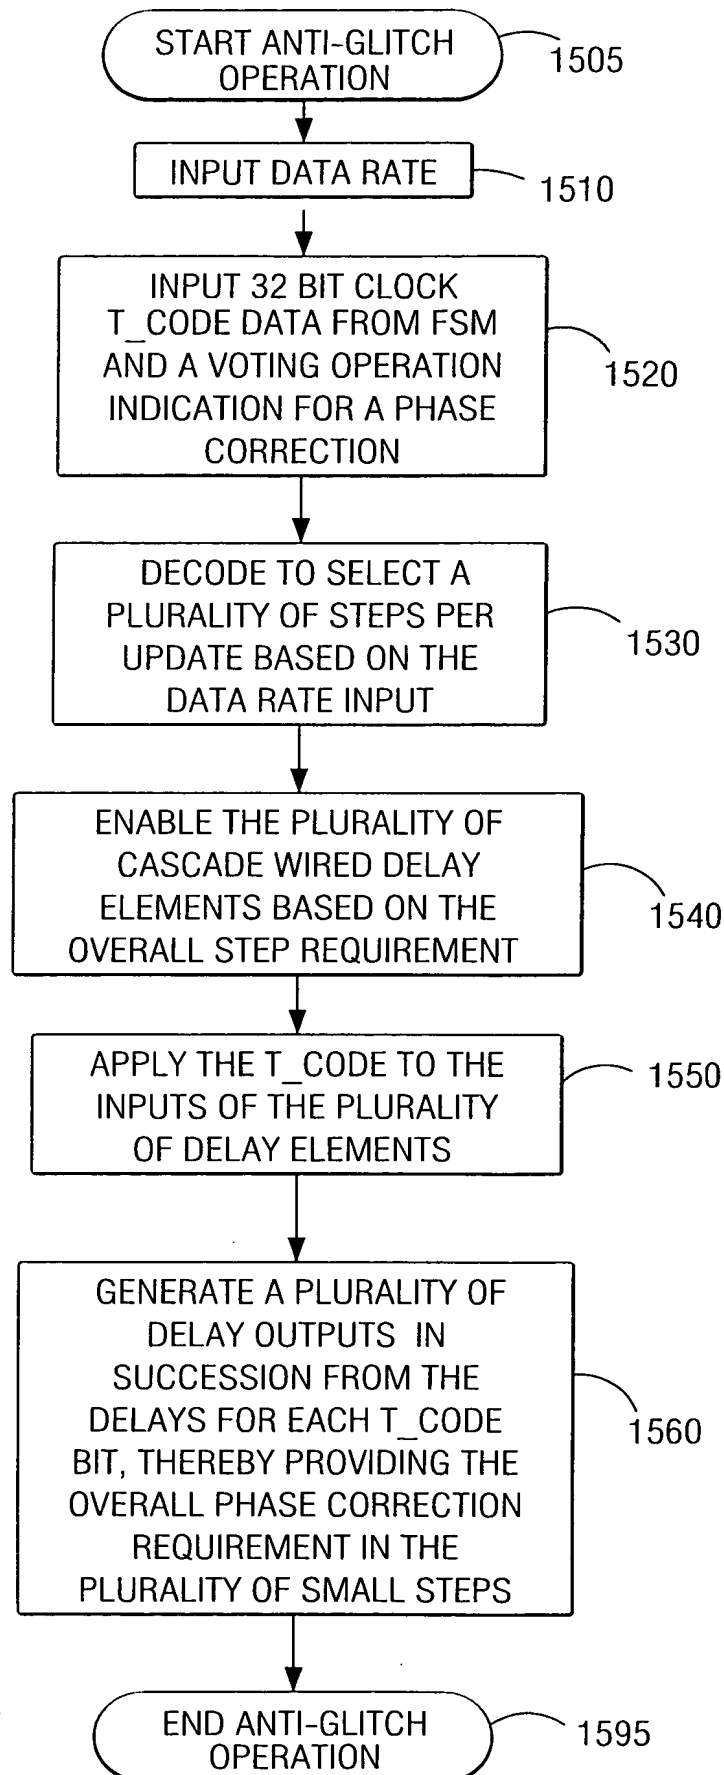 START ANTI-GLITCH
OPERATION
1505
INPUT DATA RATE
1510
INPUT 32 BIT CLOCK
T_CODE DATA FROM FSM
AND A VOTING OPERATION
INDICATION FOR A PHASE
CORRECTION
1520
DECODE TO SELECT A
PLURALITY OF STEPS PER
UPDATE BASED ON THE
DATA RATE INPUT
1530
ENABLE THE PLURALITY OF
CASCADE WIRED DELAY
ELEMENTS BASED ON THE
OVERALL STEP REQUIREMENT
1540
APPLY THE T_CODE TO THE
INPUTS OF THE PLURALITY
OF DELAY ELEMENTS
1550
GENERATE A PLURALITY OF
DELAY OUTPUTS IN
SUCCESSION FROM THE
DELAYS FOR EACH T_CODE
BIT, THEREBY PROVIDING THE
OVERALL PHASE CORRECTION
REQUIREMENT IN THE
PLURALITY OF SMALL STEPS
1560
END ANTI-GLITCH
OPERATION
1595